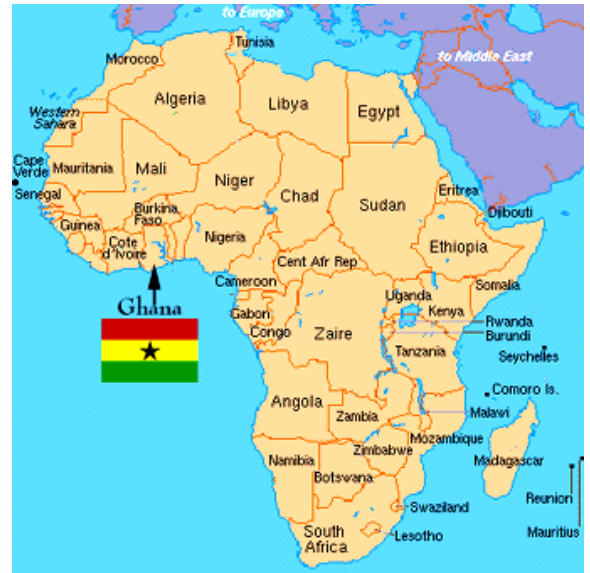 to Europe
Tunisia
to Middle East
Morocco
Algeria
Libya
Egypt
Western
Sahara
Cape
Verde
Mauritania
Mali
Niger
Chad
Sudan
Eritrea
Senegal
Djibouti
Burkina
Faso
Guinea
Nigeria
Cote
d'Ivoire
Ethiopia
Cent Afr Rep
Cameroon
Somalia
Uganda
Ghana
Gabon
Kenya
Congo
Zaire
Rwanda
Burundi
Tanzania
Seychelles
Comoro Is.
Angola
Zambia
Malawi
Mozambique
Zimbabwe
Namibia
Madagascar
Botswana
Reunion
Swaziland
South
Africa
Lesotho
Mauritius